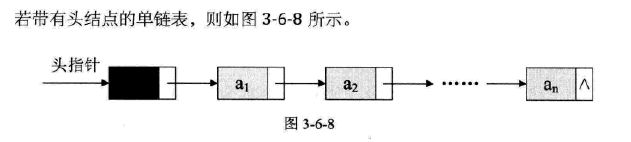 若带有头结点的单链表，则如图 3-6-8 所示。
头指针
a1 a2 …… an ∧
图 3-6-8